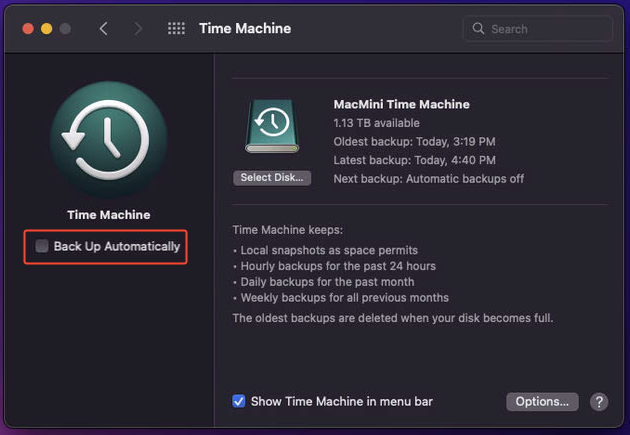 Time Machine
Search
Time Machine
Back Up Automatically
MacMini Time Machine
1.13 TB available
Oldest backup: Today, 3:19 PM
Latest backup: Today, 4:40 PM
Next backup: Automatic backups off
Select Disk...
Time Machine keeps:
• Local snapshots as space permits
• Hourly backups for the past 24 hours
• Daily backups for the past month
• Weekly backups for all previous months
The oldest backups are deleted when your disk becomes full.
Show Time Machine in menu bar
Options...
?